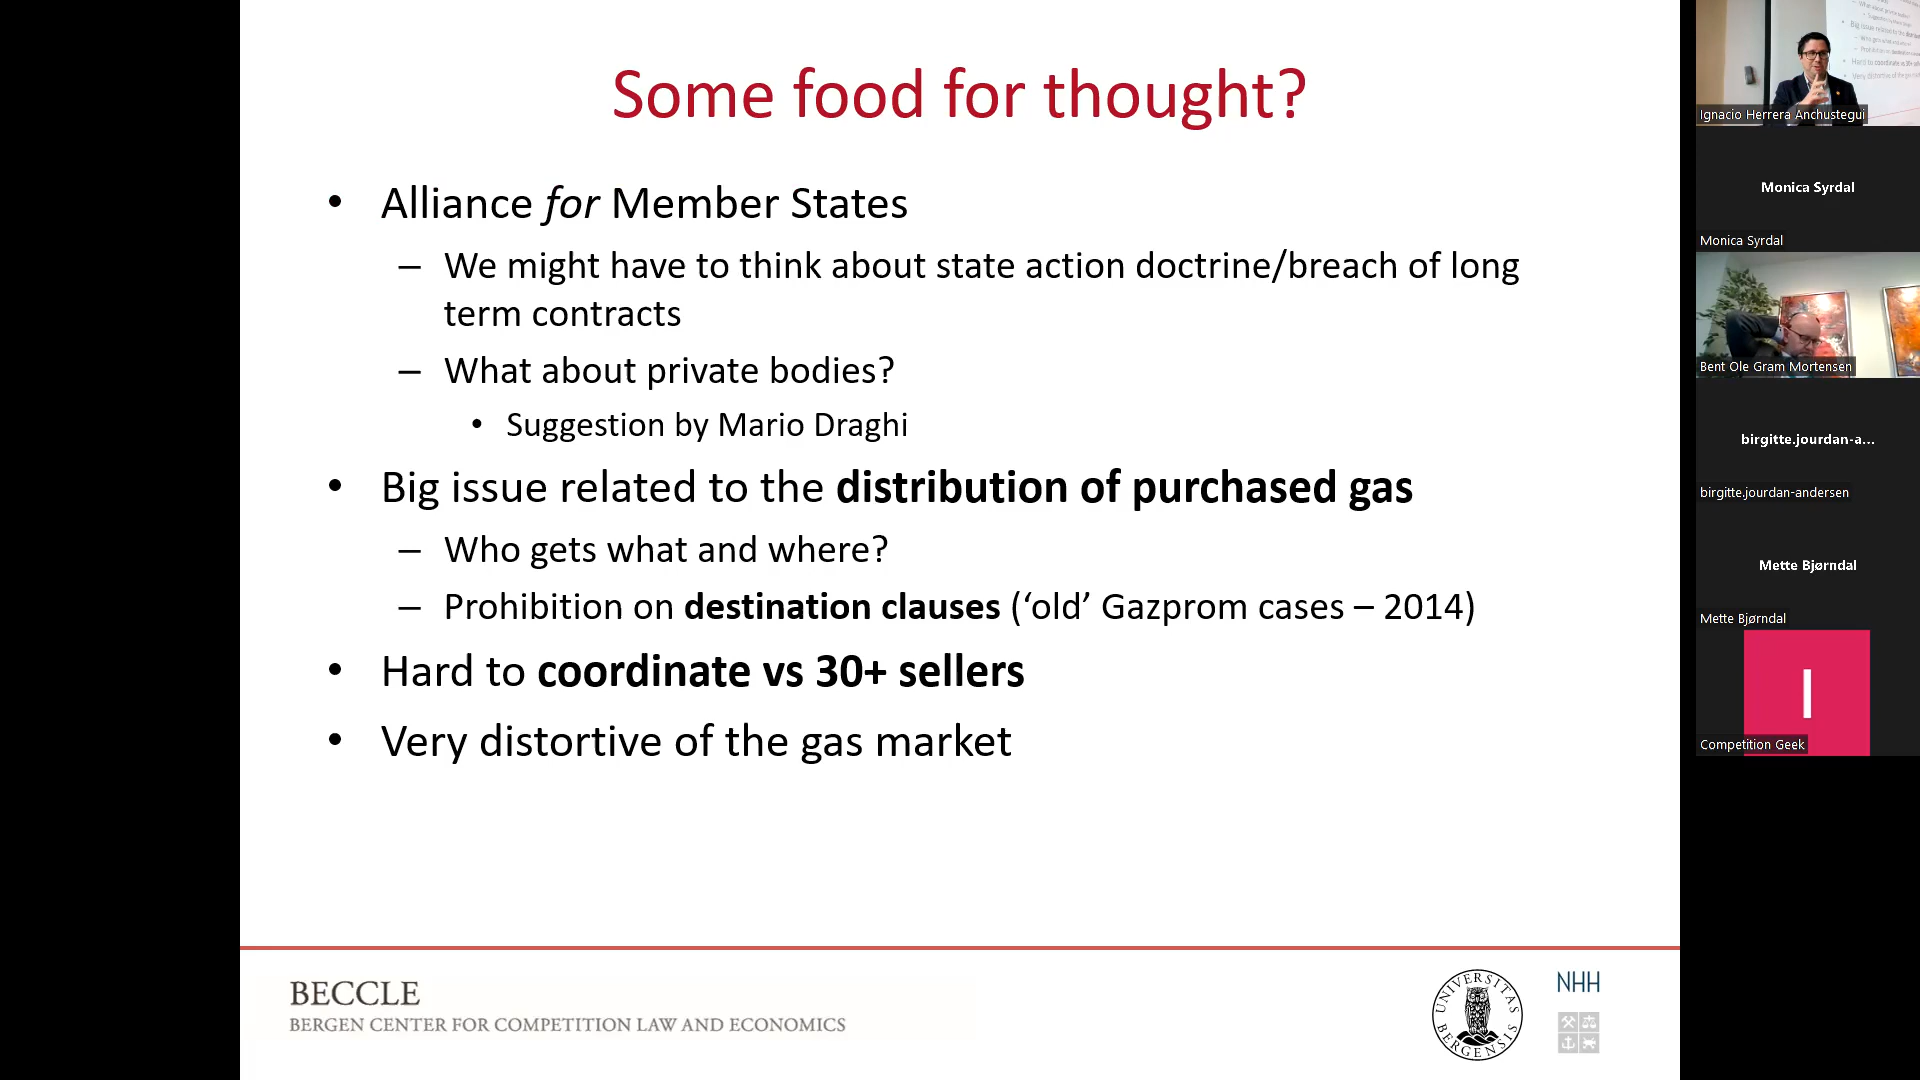 Some food for thought?
• Alliance for Member States
– We might have to think about state action doctrine/breach of long
term contracts
– What about private bodies?
• Suggestion by Mario Draghi
• Big issue related to the distribution of purchased gas
– Who gets what and where?
– Prohibition on destination clauses (‘old’ Gazprom cases – 2014)
• Hard to coordinate vs 30+ sellers
• Very distortive of the gas market
BECCLE
BERGEN CENTER FOR COMPETITION LAW AND ECONOMICS
UNIVERSITAS
BERGENSIS
NHH
Ignacio Herrera Anchustegui
Monica Syrdal
Monica Syrdal
Bent Ole Gram Mortensen
birgitte.jourdan-a...
birgitte.jourdan-andersen
Mette Bjørndal
Mette Bjørndal
I
Competition Geek